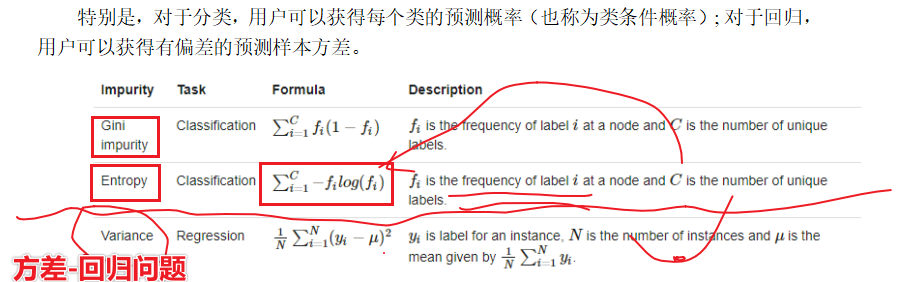 特别是，对于分类，用户可以获得每个类的预测概率（也称为类条件概率）; 对于回归，
用户可以获得有偏差的预测样本方差。
Impurity Task Formula Description
Gini impurity Classification $\sum_{i=1}^{C} f_i(1-f_i)$ $f_i$ is the frequency of label $i$ at a node and $C$ is the number of unique
labels.
Entropy Classification $\sum_{i=1}^{C} -f_i log(f_i)$ $f_i$ is the frequency of label $i$ at a node and $C$ is the number of unique
labels.
Variance Regression $\frac{1}{N}\sum_{i=1}^{N}(y_i-\mu)^2$ $y_i$ is label for an instance, $N$ is the number of instances and $\mu$ is the
mean given by $\frac{1}{N}\sum_{i=1}^{N} y_i$.
方差-回归问题